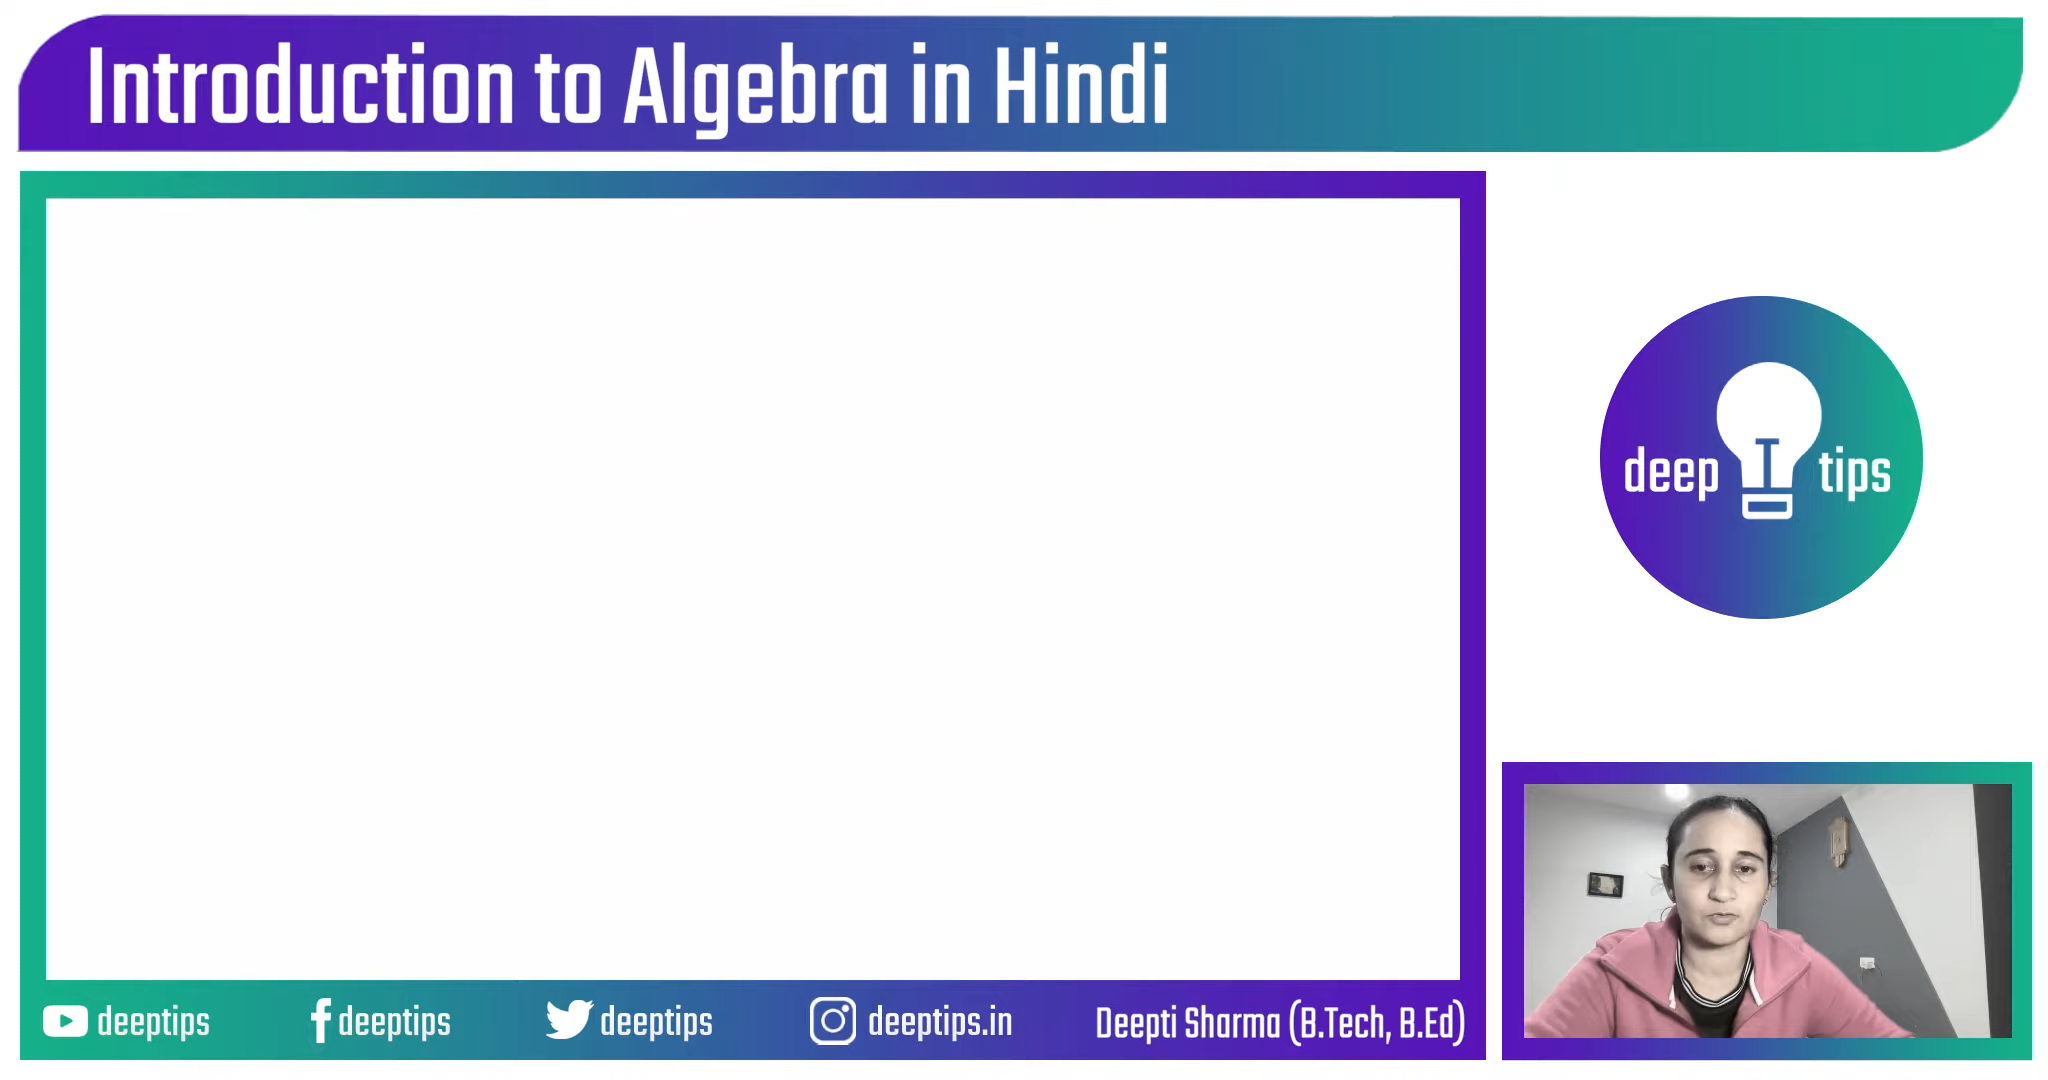 Introduction to Algebra in Hindi
deep tips
deeptips deeptips deeptips deeptips.in Deepti Sharma (B.Tech, B.Ed)